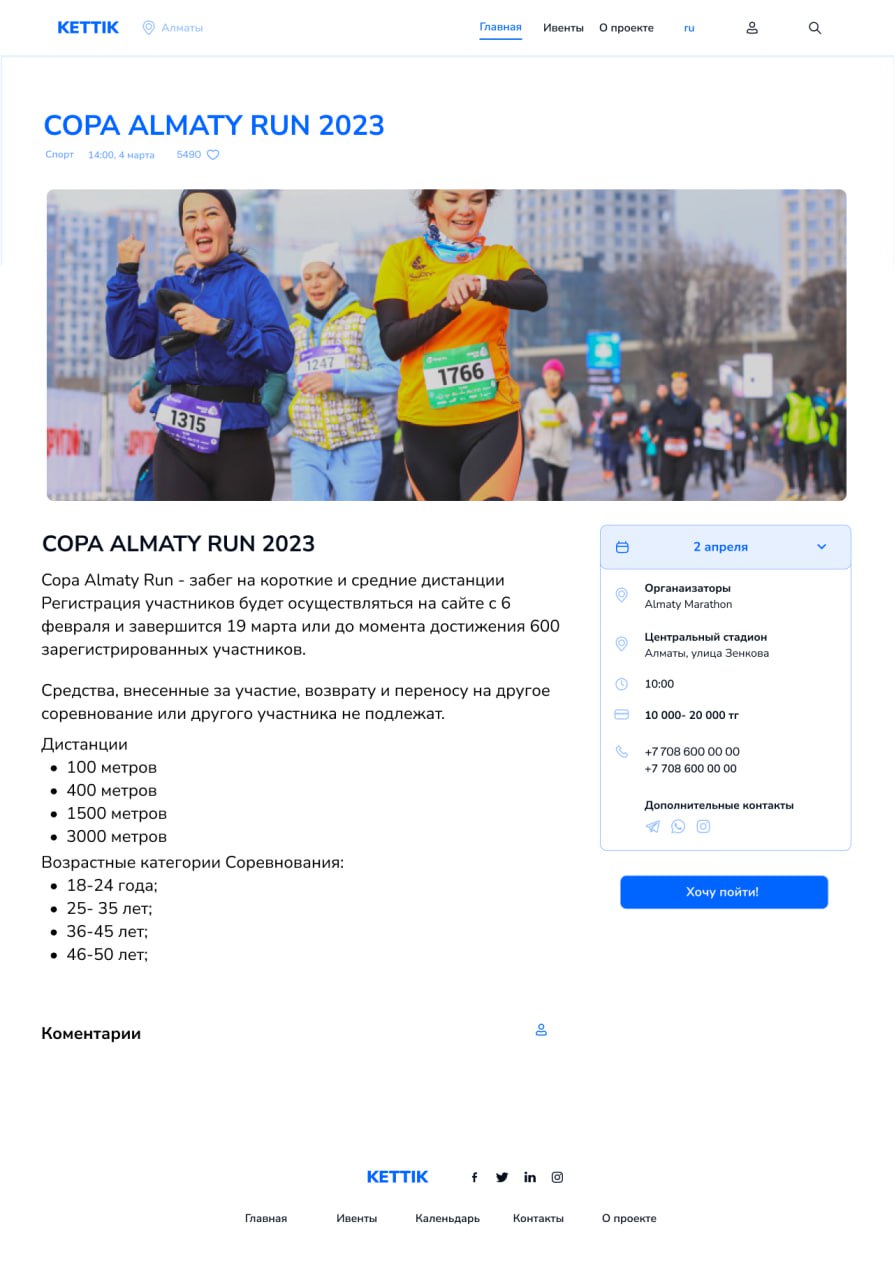 KETTIK
Алматы
Главная
Ивенты
О проекте
ru
COPA ALMATY RUN 2023
Спорт 14:00, 4 марта 5490
1247
1766
1315
COPA ALMATY RUN 2023
Copa Almaty Run - забег на короткие и средние дистанции
Регистрация участников будет осуществляться на сайте с 6
февраля и завершится 19 марта или до момента достижения 600
зарегистрированных участников.
Средства, внесенные за участие, возврату и переносу на другое
соревнование или другого участника не подлежат.
Дистанции
100 метров
400 метров
1500 метров
3000 метров
Возрастные категории Соревнования:
18-24 года;
25- 35 лет;
36-45 лет;
46-50 лет;
2 апреля
Органаизаторы
Almaty Marathon
Центральный стадион
Алматы, улица Зенкова
10:00
10 000- 20 000 тг
+7 708 600 00 00
+7 708 600 00 00
Дополнительные контакты
Хочу пойти!
Коментарии
KETTIK
Главная
Ивенты
Каленьдарь
Контакты
О проекте